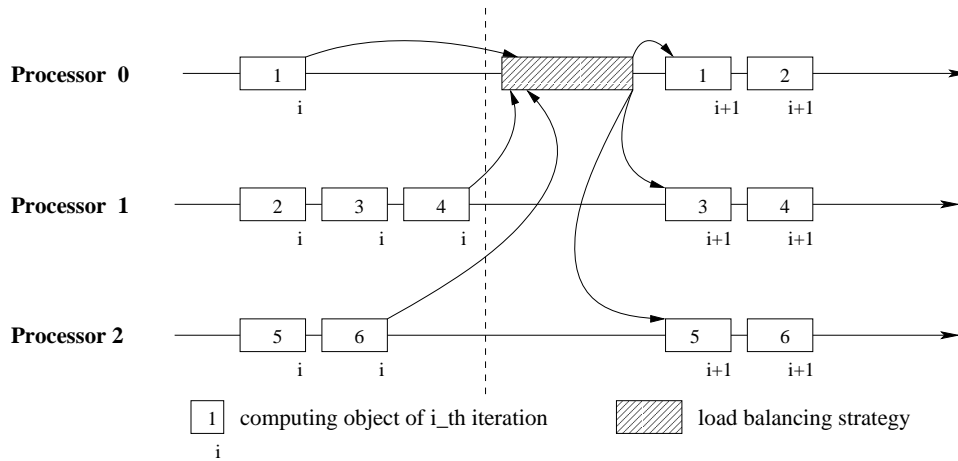 Processor 0
1
1
2
i
i+1
i+1
Processor 1
2
3
4
3
4
i
i
i
i+1
i+1
Processor 2
5
6
5
6
i
i
i+1
i+1
1
computing object of i_th iteration
load balancing strategy
i